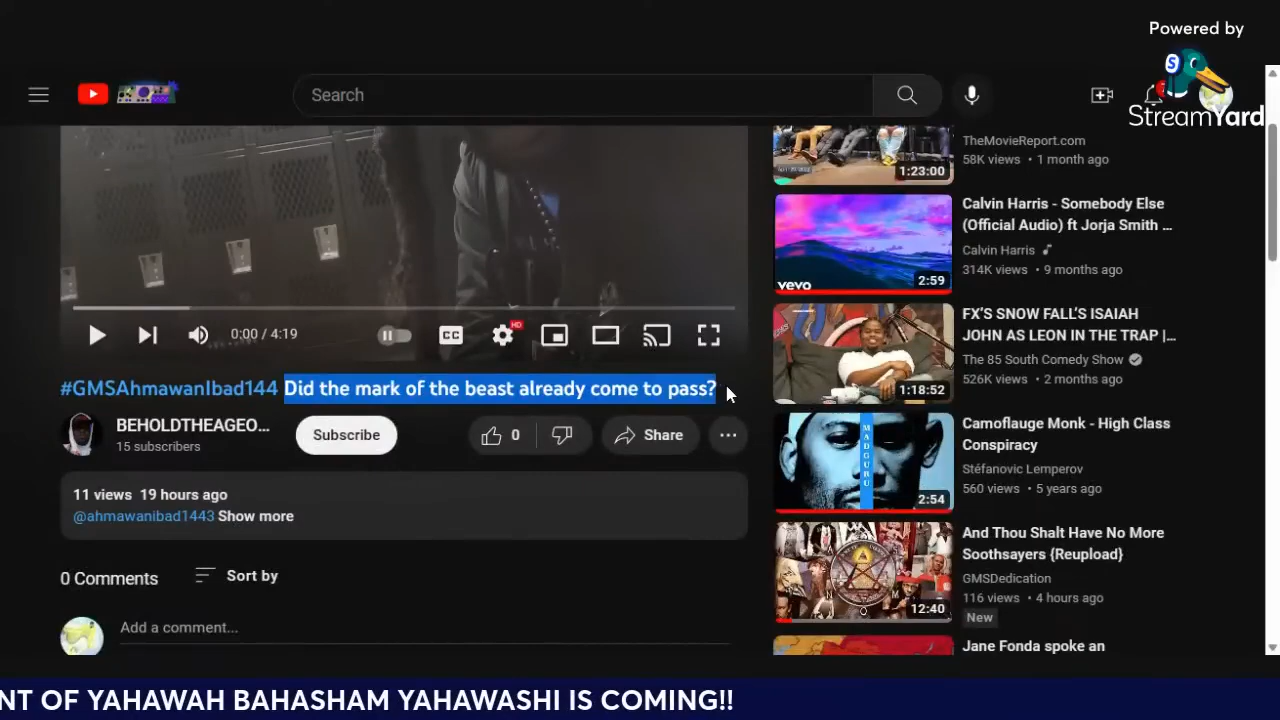 Powered by
StreamYard
Search
TheMovieReport.com
58K views • 1 month ago
1:23:00
Calvin Harris - Somebody Else
(Official Audio) ft Jorja Smith ...
Calvin Harris
314K views • 9 months ago
vevo
2:59
FX'S SNOW FALL'S ISAIAH
JOHN AS LEON IN THE TRAP |...
The 85 South Comedy Show
526K views • 2 months ago
1:18:52
0:00 / 4:19
CC
HD
#GMSAhmawanIbad144 Did the mark of the beast already come to pass?
BEHOLDTHEAGEO...
15 subscribers
Subscribe
0
Share
11 views 19 hours ago
@ahmawanibad1443 Show more
0 Comments
Sort by
Add a comment...
Camoflauge Monk - High Class
Conspiracy
Stéfanovic Lemperov
560 views • 5 years ago
MADGURU
2:54
And Thou Shalt Have No More
Soothsayers {Reupload}
GMSDedication
116 views • 4 hours ago
New
12:40
Jane Fonda spoke an
NT OF YAHAWAH BAHASHAM YAHAWASHI IS COMING!!